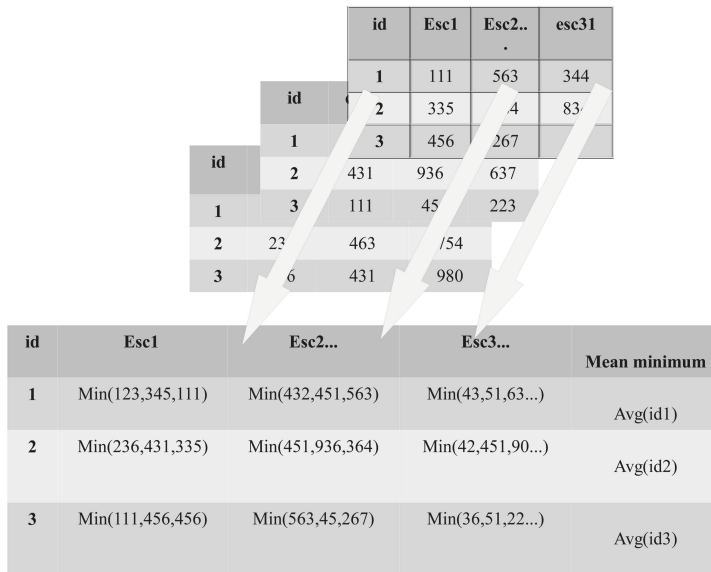 id Esc1 Esc2.. esc31
.
1 111 563 344
id 2 335 83
1 3 456 267
id 2 431 936 637
1 3 111 45 223
2 23 463 754
3 6 431 980
id Esc1 Esc2... Esc3... Mean minimum
1 Min(123,345,111) Min(432,451,563) Min(43,51,63...) Avg(id1)
2 Min(236,431,335) Min(451,936,364) Min(42,451,90...) Avg(id2)
3 Min(111,456,456) Min(563,45,267) Min(36,51,22...) Avg(id3)